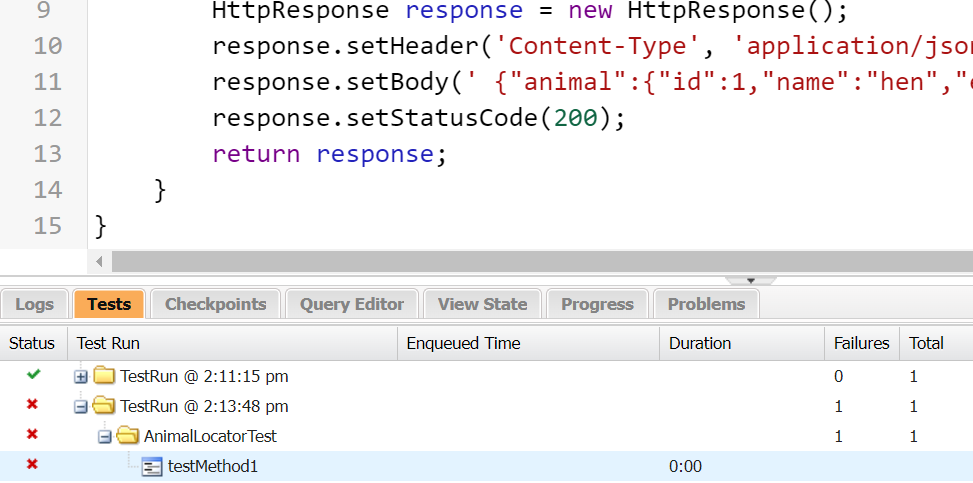 9 HttpResponse response = new HttpResponse();
10 response.setHeader('Content-Type', 'application/json
11 response.setBody(' {"animal":{"id":1,"name":"hen","
12 response.setStatusCode(200);
13 return response;
14 }
15 }
Logs Tests Checkpoints Query Editor View State Progress Problems
Status Test Run Enqueued Time Duration Failures Total
TestRun @ 2:11:15 pm 0 1
TestRun @ 2:13:48 pm 1 1
AnimalLocatorTest 1 1
testMethod1 0:00